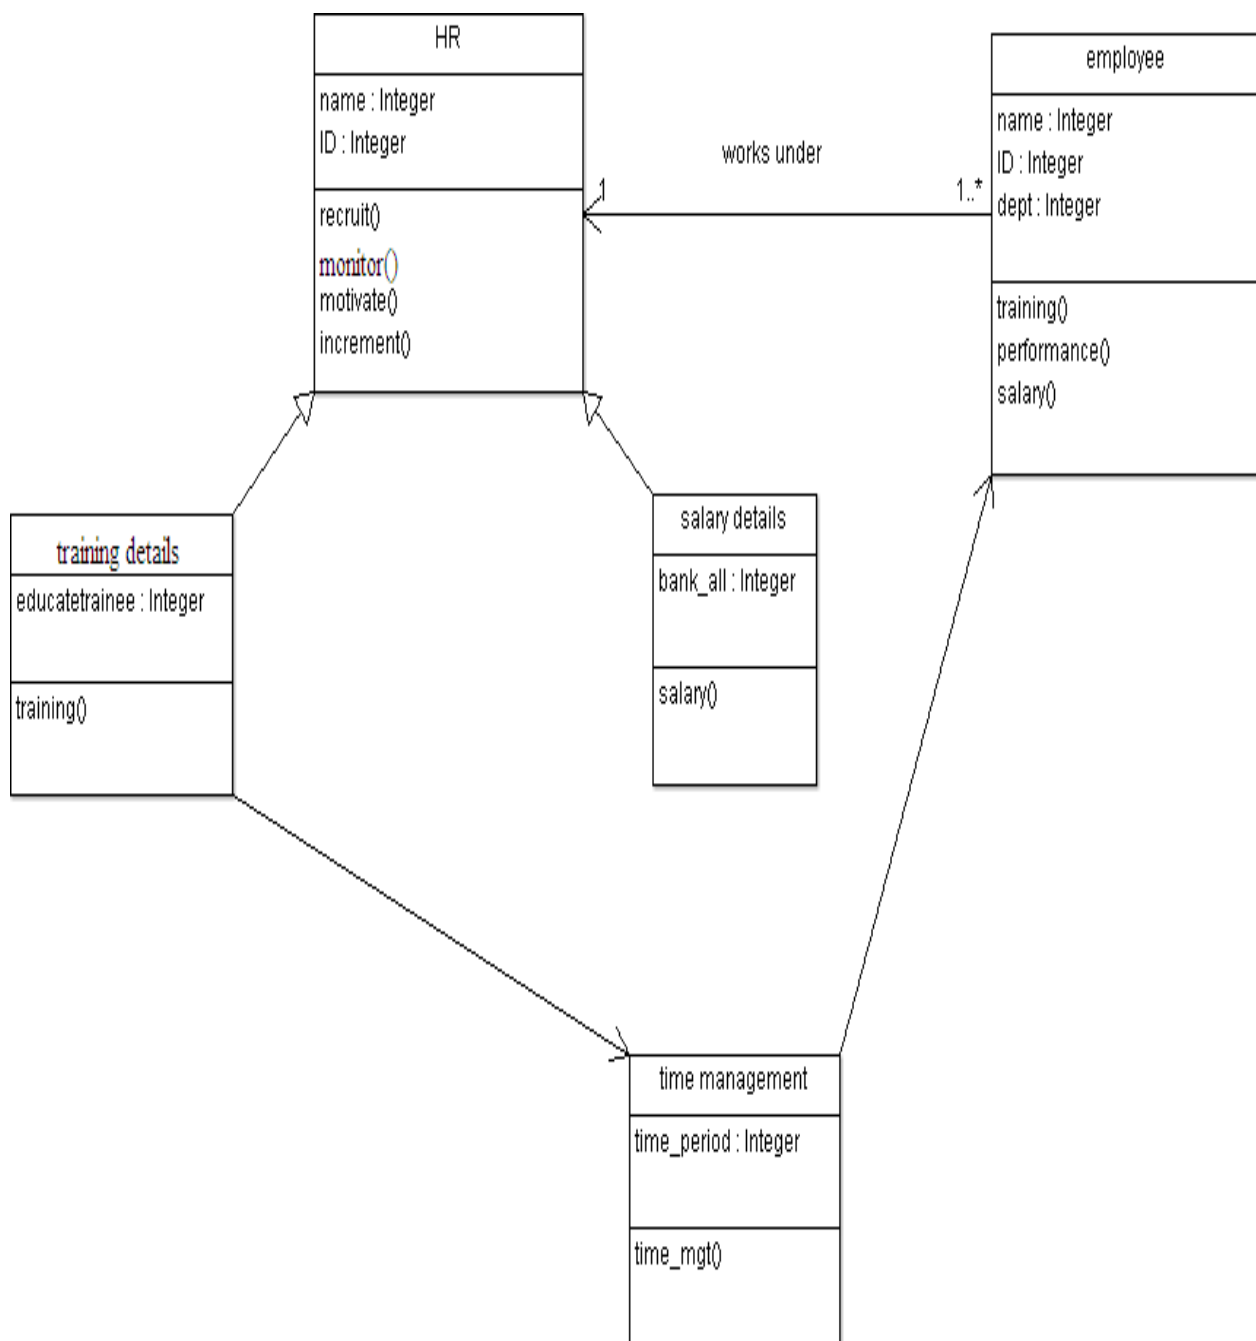 HR
name : Integer
ID : Integer
recruit()
monitor()
motivate()
increment()
works under
1
1..*
employee
name : Integer
ID : Integer
dept : Integer
training()
performance()
salary()
training details
educatetrainee : Integer
training()
salary details
bank_all : Integer
salary()
time management
time_period : Integer
time_mgt()